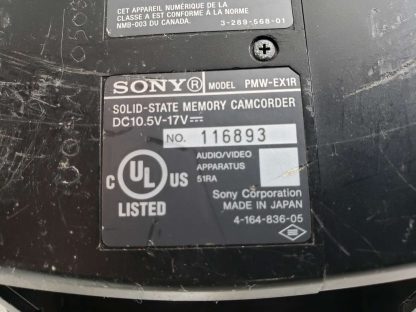 CET APPAREIL NUMÉRIQUE DE LA
CLASSE A EST CONFORME À LA NORME
NMB-003 DU CANADA.
3-269-568-01
SONY® MODEL PMW-EX1R
SOLID-STATE MEMORY CAMCORDER
DC10.5V-17V⎓
NO. 116893
AUDIO/VIDEO
APPARATUS
51RA
C UL US
LISTED
Sony Corporation
MADE IN JAPAN
4-164-836-05